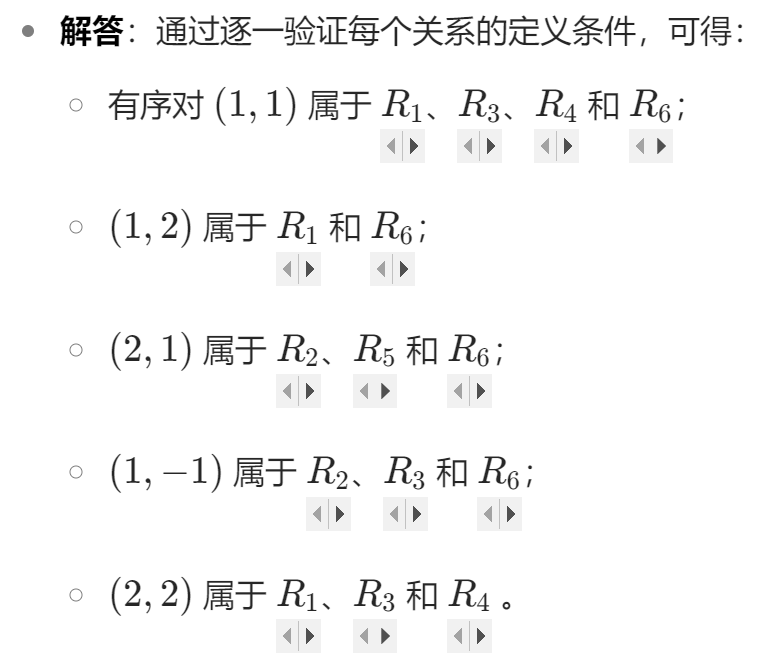 解答：通过逐一验证每个关系的定义条件，可得：
有序对 (1, 1) 属于 R₁、R₃、R₄ 和 R₆；
(1, 2) 属于 R₁ 和 R₆；
(2, 1) 属于 R₂、R₅ 和 R₆；
(1, −1) 属于 R₂、R₃ 和 R₆；
(2, 2) 属于 R₁、R₃ 和 R₄ 。